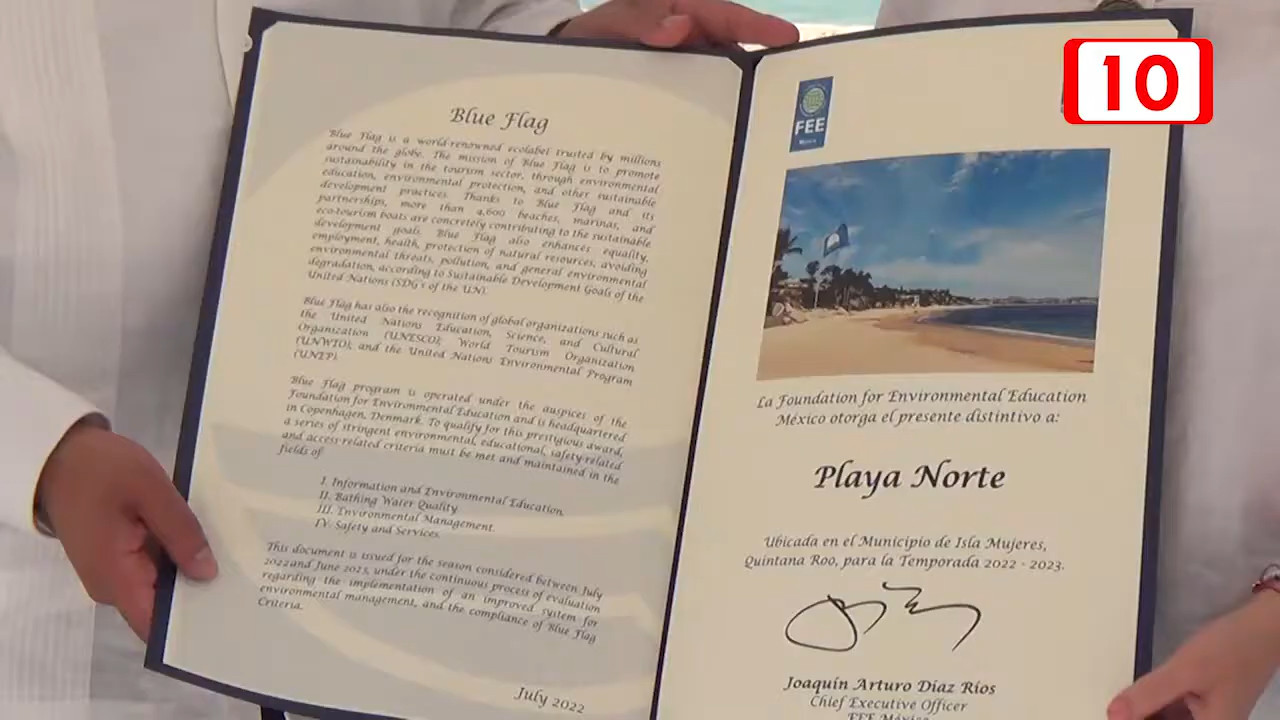 Blue Flag
Blue Flag is a world-renowned ecolabel trusted by millions
around the globe. The mission of Blue Flag is to promote
sustainability in the tourism sector, through environmental
education, environmental protection, and other sustainable
development practices. Thanks to Blue Flag and its
partnerships, more than 4,600 beaches, marinas, and
eco-tourism boats are concretely contributing to the sustainable
development goals. Blue Flag also enhances equality,
employment, health, protection of natural resources, avoiding
environmental threats, pollution, and general environmental
degradation, according to Sustainable Development Goals of the
United Nations (SDG's of the UN).
Blue Flag has also the recognition of global organizations such as
the United Nations Education, Science, and Cultural
Organization (UNESCO); World Tourism Organization
(UNWTO); and the United Nations Environmental Program
(UNEP).
Blue Flag program is operated under the auspices of the
Foundation for Environmental Education and is headquartered
in Copenhagen, Denmark. To qualify for this prestigious award,
a series of stringent environmental, educational, safety-related
and access-related criteria must be met and maintained in the
fields of:
I. Information and Environmental Education.
II. Bathing Water Quality.
III. Environmental Management.
IV. Safety and Services.
This document is issued for the season considered between July
2022 and June 2023, under the continuous process of evaluation
regarding the implementation of an improved system for
environmental management, and the compliance of Blue Flag
Criteria.
July 2022
FEE
México
10
La Foundation for Environmental Education
México otorga el presente distintivo a:
Playa Norte
Ubicada en el Municipio de Isla Mujeres,
Quintana Roo, para la Temporada 2022 - 2023.
Joaquín Arturo Díaz Ríos
Chief Executive Officer
FEE México